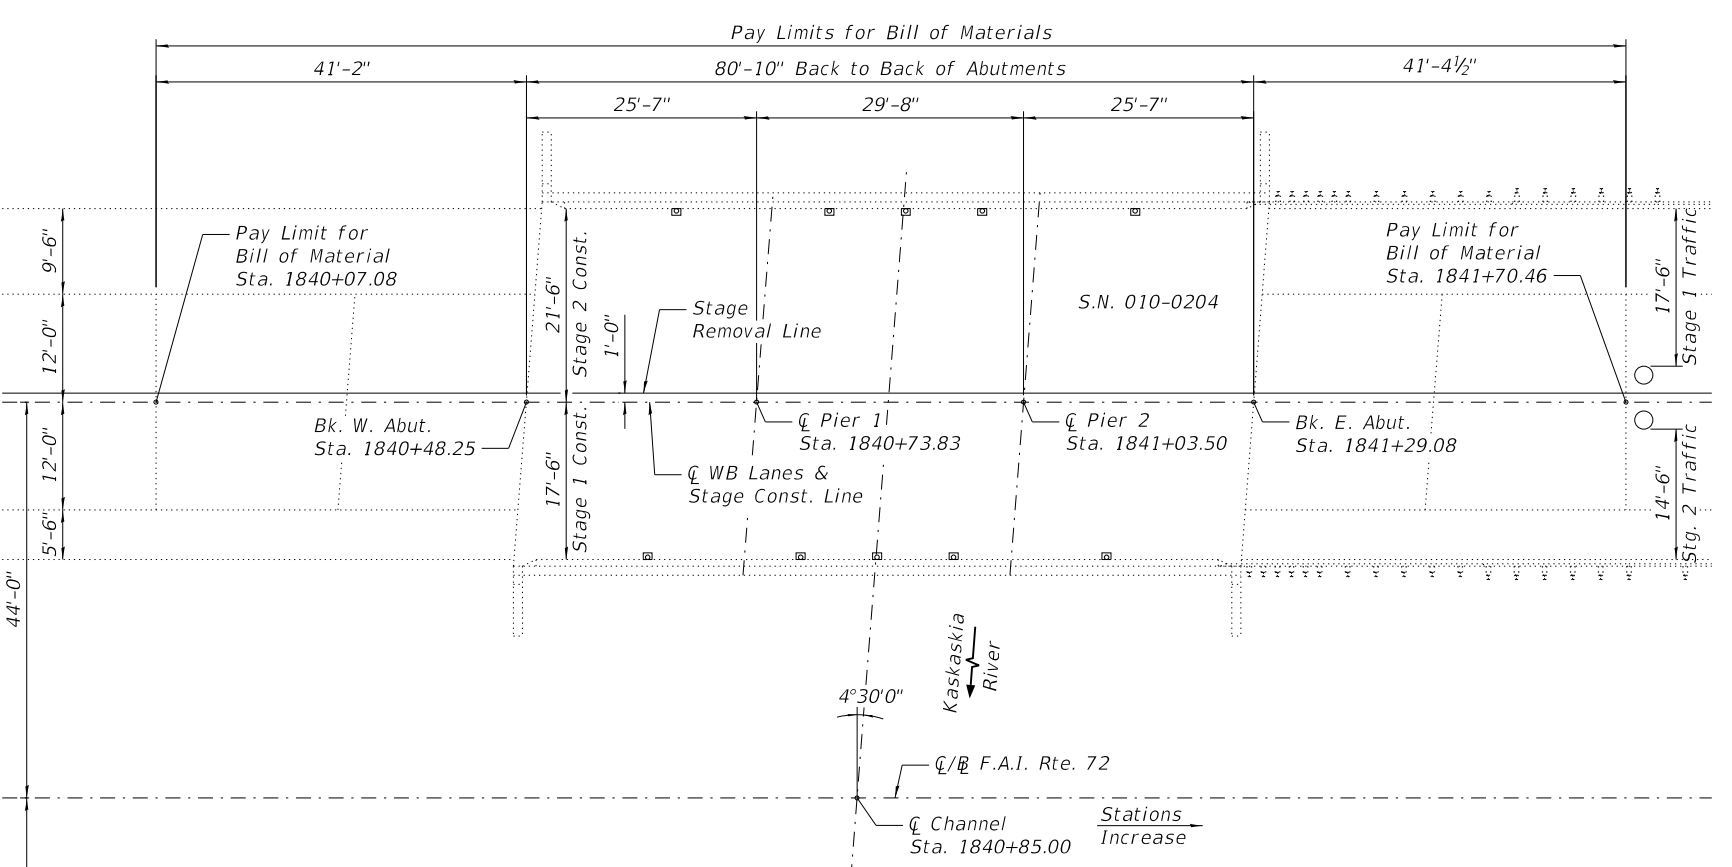 Pay Limits for Bill of Materials
41'-2"
80'-10" Back to Back of Abutments
41'-4½"
25'-7"
29'-8"
25'-7"
9'-6"
12'-0"
12'-0"
5'-6"
44'-0"
Pay Limit for
Bill of Material
Sta. 1840+07.08
Bk. W. Abut.
Sta. 1840+48.25
21'-6"
Stage 2 Const.
17'-6"
Stage 1 Const.
1'-0"
Stage
Removal Line
℄ Pier 1
Sta. 1840+73.83
℄ WB Lanes &
Stage Const. Line
S.N. 010-0204
℄ Pier 2
Sta. 1841+03.50
Bk. E. Abut.
Sta. 1841+29.08
Pay Limit for
Bill of Material
Sta. 1841+70.46
17'-6"
Stage 1 Traffic
14'-6"
Stg. 2 Traffic
Kaskaskia
River
4°30'0"
℄/B̲L F.A.I. Rte. 72
℄ Channel
Sta. 1840+85.00
Stations
Increase